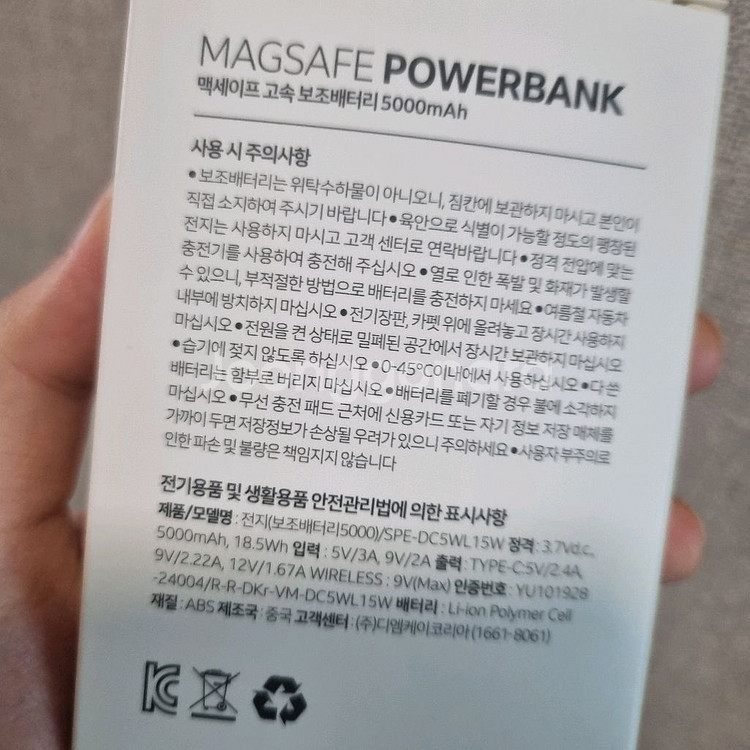 MAGSAFE POWERBANK
맥세이프 고속 보조배터리 5000mAh
사용 시 주의사항
•보조배터리는 위탁수하물이 아니오니, 짐칸에 보관하지 마시고 본인이
직접 소지하여 주시기 바랍니다•육안으로 식별이 가능할 정도의 팽창된
전지는 사용하지 마시고 고객 센터로 연락바랍니다•정격 전압에 맞는
충전기를 사용하여 충전해 주십시오•열로 인한 폭발 및 화재가 발생할
수 있으니, 부적절한 방법으로 배터리를 충전하지 마세요•여름철 자동차
내부에 방치하지 마십시오•전기장판, 카펫 위에 올려놓고 장시간 사용하지
마십시오•전원을 켠 상태로 밀폐된 공간에서 장시간 보관하지 마십시오
•습기에 젖지 않도록 하십시오•0-45°C이내에서 사용하십시오•다 쓴
배터리는 함부로 버리지 마십시오•배터리를 폐기할 경우 불에 소각하지
마십시오•무선 충전 패드 근처에 신용카드 또는 자기 정보 저장 매체를
가까이 두면 저장정보가 손상될 우려가 있으니 주의하세요•사용자 부주의로
인한 파손 및 불량은 책임지지 않습니다
전기용품 및 생활용품 안전관리법에 의한 표시사항
제품/모델명 : 전지(보조배터리5000)/SPE-DC5WL15W 정격 : 3.7Vd.c,
5000mAh, 18.5Wh 입력 : 5V/3A, 9V/2A 출력 : TYPE-C:5V/2.4A,
9V/2.22A, 12V/1.67A WIRELESS : 9V(Max) 인증번호 : YU101928
-24004/R-R-DKr-VM-DC5WL15W 배터리 : Li-ion Polymer Cell
재질 : ABS 제조국 : 중국 고객센터 : (주)디엠케이코리아(1661-8061)